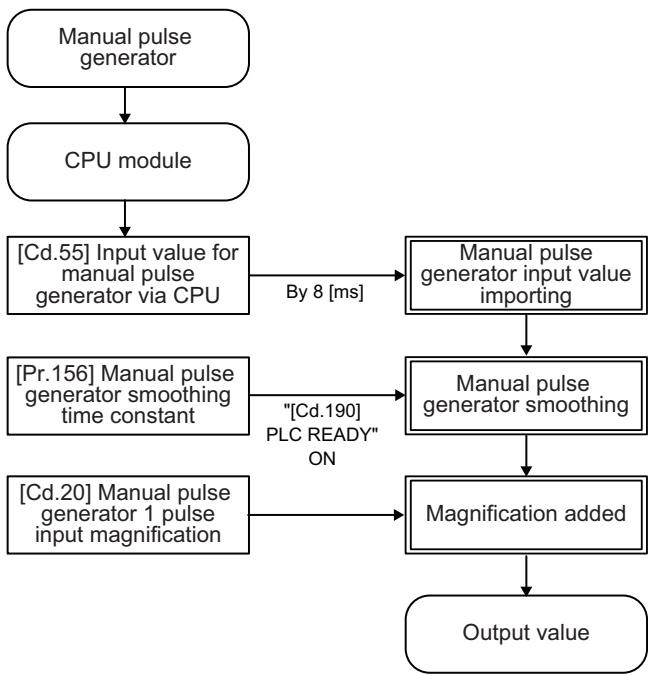 Manual pulse
generator
CPU module
[Cd.55] Input value for
manual pulse
generator via CPU
By 8 [ms]
Manual pulse
generator input value
importing
[Pr.156] Manual pulse
generator smoothing
time constant
"[Cd.190]
PLC READY"
ON
Manual pulse
generator smoothing
[Cd.20] Manual pulse
generator 1 pulse
input magnification
Magnification added
Output value